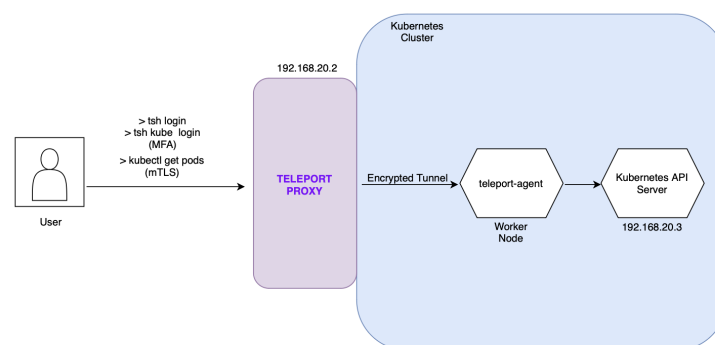 Kubernetes
Cluster
192.168.20.2
> tsh login
> tsh kube login
(MFA)
> kubectl get pods
(mTLS)
User
TELEPORT
PROXY
Encrypted Tunnel
teleport-agent
Worker
Node
Kubernetes API
Server
192.168.20.3